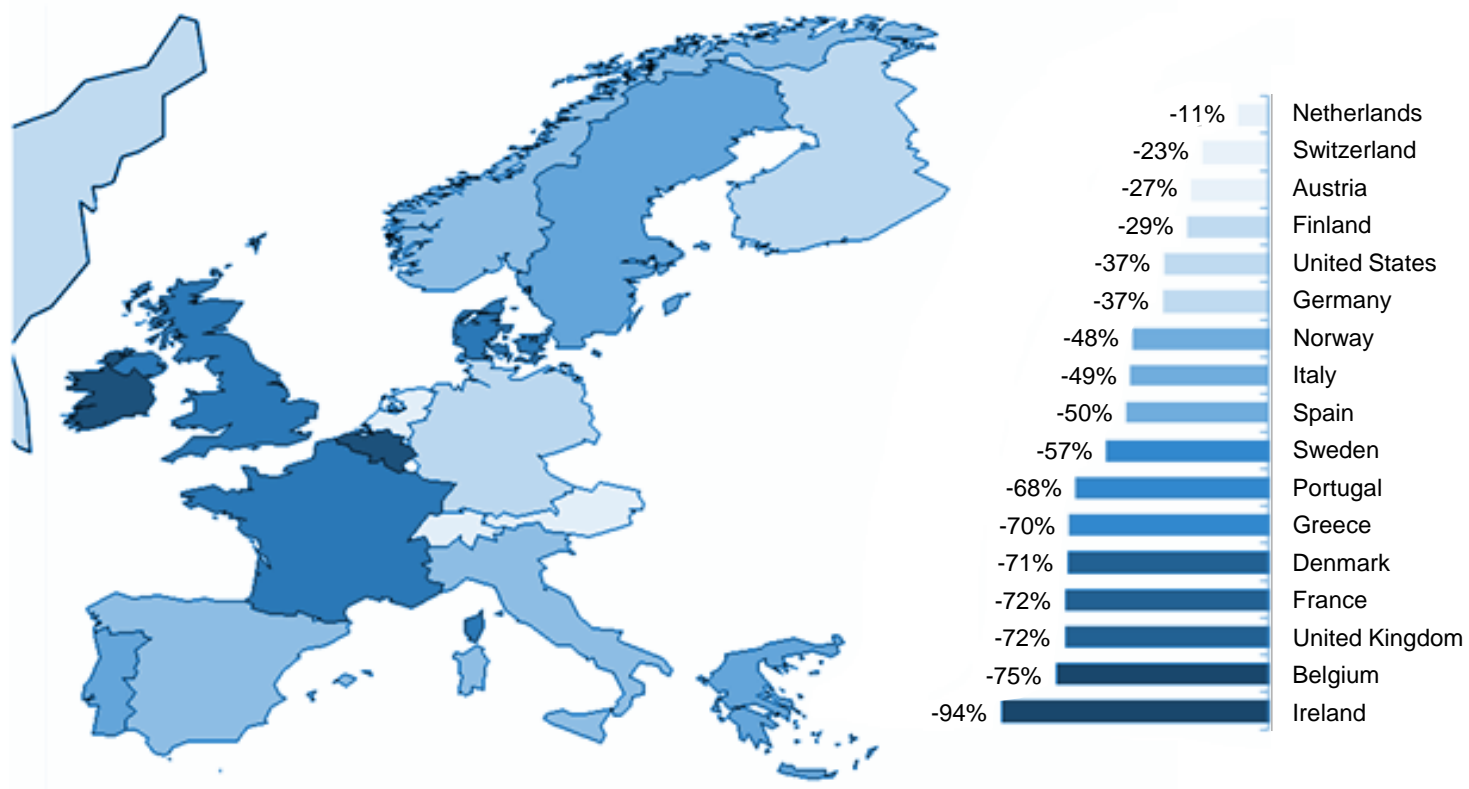 -11% Netherlands
-23% Switzerland
-27% Austria
-29% Finland
-37% United States
-37% Germany
-48% Norway
-49% Italy
-50% Spain
-57% Sweden
-68% Portugal
-70% Greece
-71% Denmark
-72% France
-72% United Kingdom
-75% Belgium
-94% Ireland